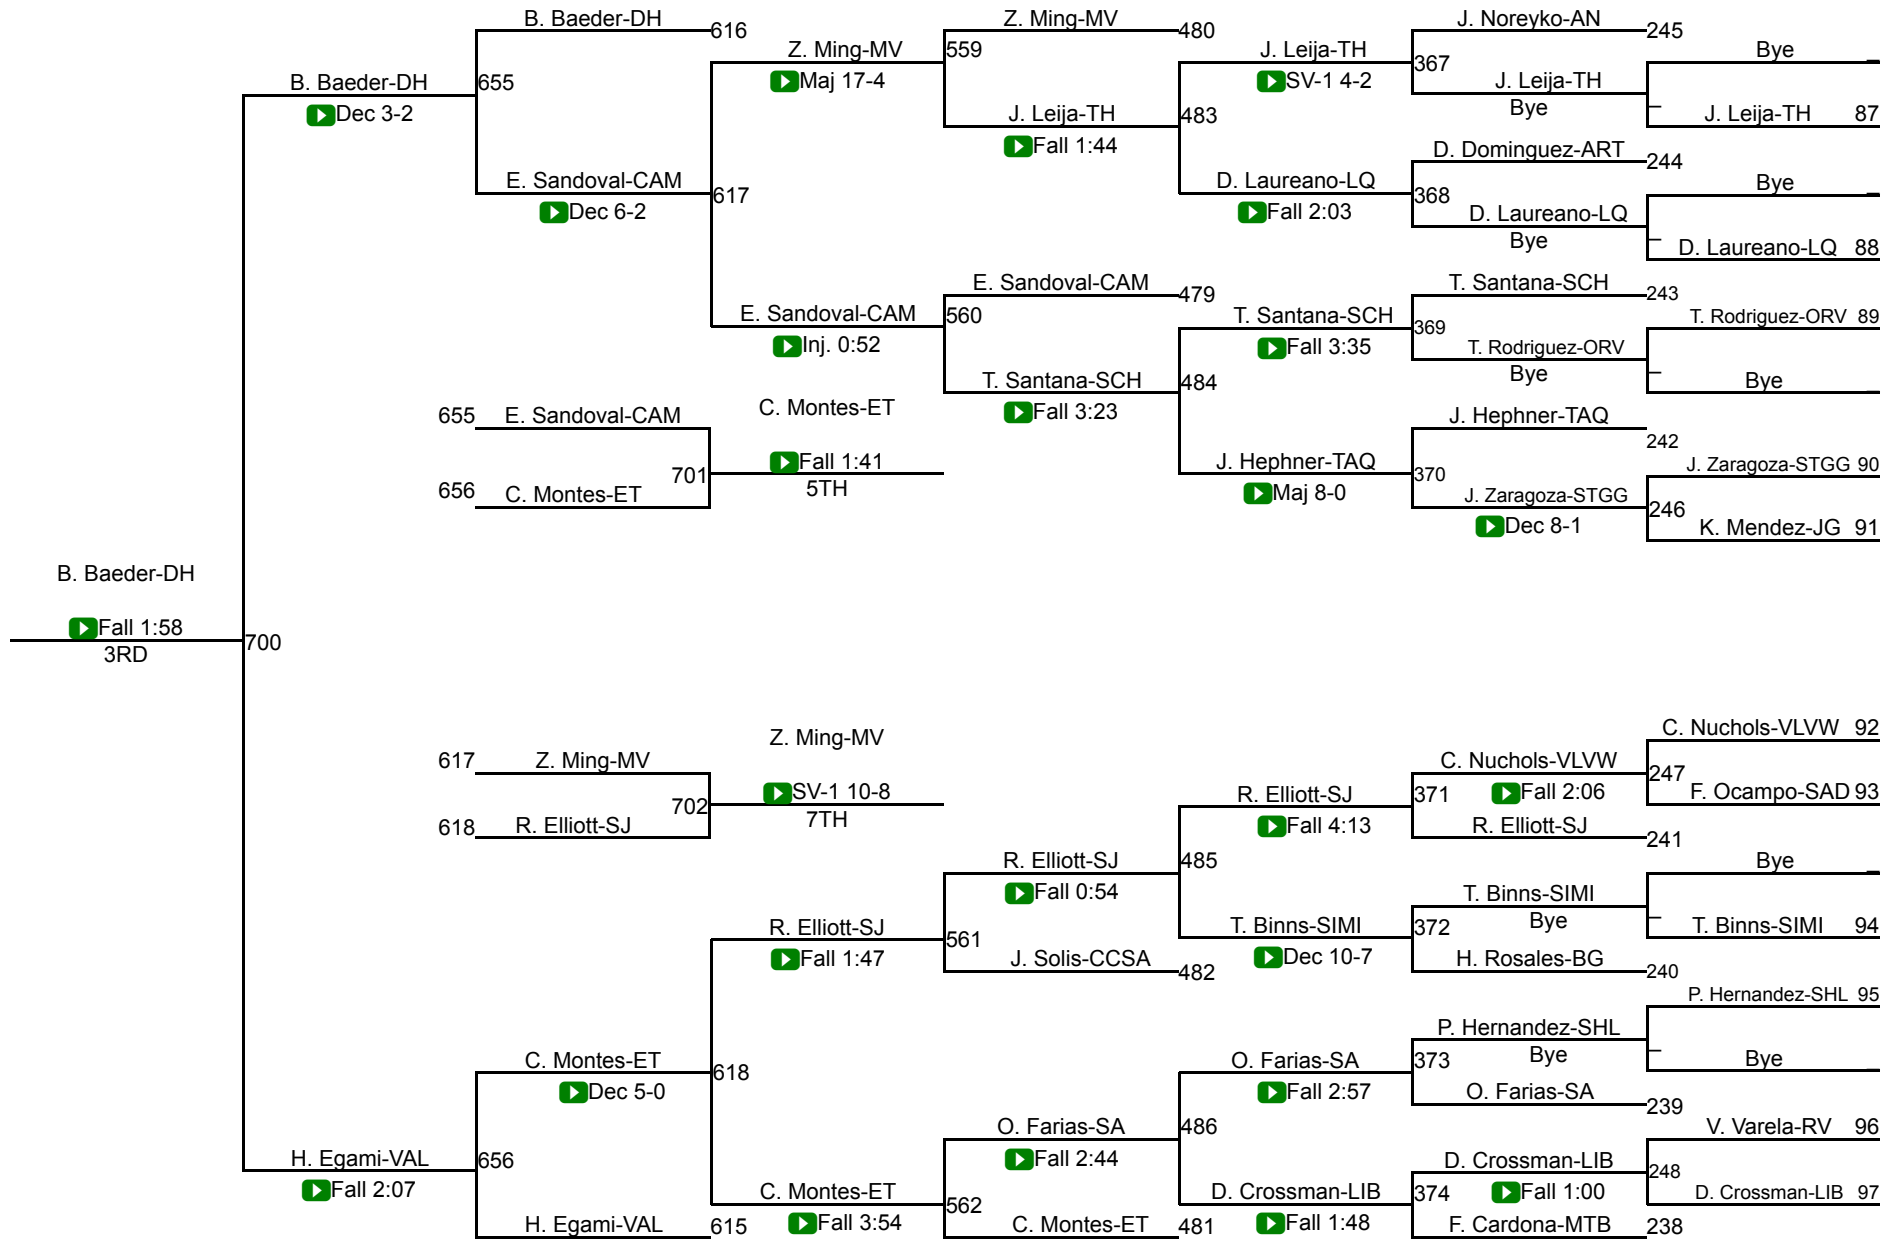 B. Baeder-DH
616
Z. Ming-MV
480
J. Noreyko-AN
245
Z. Ming-MV
559
J. Leija-TH
367
Bye
Maj 17-4
SV-1 4-2
B. Baeder-DH
655
J. Leija-TH
Bye
Dec 3-2
J. Leija-TH
483
J. Leija-TH 87
Fall 1:44
D. Dominguez-ART
244
E. Sandoval-CAM
617
D. Laureano-LQ
368
Bye
Dec 6-2
Fall 2:03
D. Laureano-LQ
Bye
D. Laureano-LQ 88
E. Sandoval-CAM
479
T. Santana-SCH
243
E. Sandoval-CAM
560
T. Santana-SCH
369
T. Rodriguez-ORV 89
Inj. 0:52
Fall 3:35
T. Rodriguez-ORV
Bye
T. Santana-SCH
484
Bye
Fall 3:23
655 E. Sandoval-CAM
C. Montes-ET
J. Hephner-TAQ
242
701
Fall 1:41
5TH
J. Hephner-TAQ
370
J. Zaragoza-STGG 90
656 C. Montes-ET
Maj 8-0
J. Zaragoza-STGG
246
Dec 8-1
K. Mendez-JG 91
B. Baeder-DH
Fall 1:58
3RD
700
C. Nuchols-VLVW 92
617 Z. Ming-MV
Z. Ming-MV
C. Nuchols-VLVW
247
702
SV-1 10-8
7TH
R. Elliott-SJ
371
Fall 2:06
F. Ocampo-SAD 93
618 R. Elliott-SJ
Fall 4:13
R. Elliott-SJ
241
R. Elliott-SJ
485
Bye
Fall 0:54
T. Binns-SIMI
Bye
R. Elliott-SJ
561
T. Binns-SIMI
372
T. Binns-SIMI 94
Fall 1:47
J. Solis-CCSA
482
Dec 10-7
H. Rosales-BG
240
P. Hernandez-SHL 95
P. Hernandez-SHL
Bye
C. Montes-ET
618
O. Farias-SA
373
Bye
Dec 5-0
Fall 2:57
O. Farias-SA
239
O. Farias-SA
486
V. Varela-RV 96
H. Egami-VAL
656
Fall 2:44
D. Crossman-LIB
248
Fall 2:07
C. Montes-ET
562
D. Crossman-LIB
374
Fall 1:00
D. Crossman-LIB 97
H. Egami-VAL
615
Fall 3:54
C. Montes-ET
481
Fall 1:48
F. Cardona-MTB
238